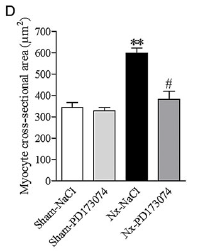 D
Myocyte cross-sectional area (μm²)
700
600
500
400
300
200
100
0
**
#
Sham-NaCl
Sham-PD173074
Nx-NaCl
Nx-PD173074